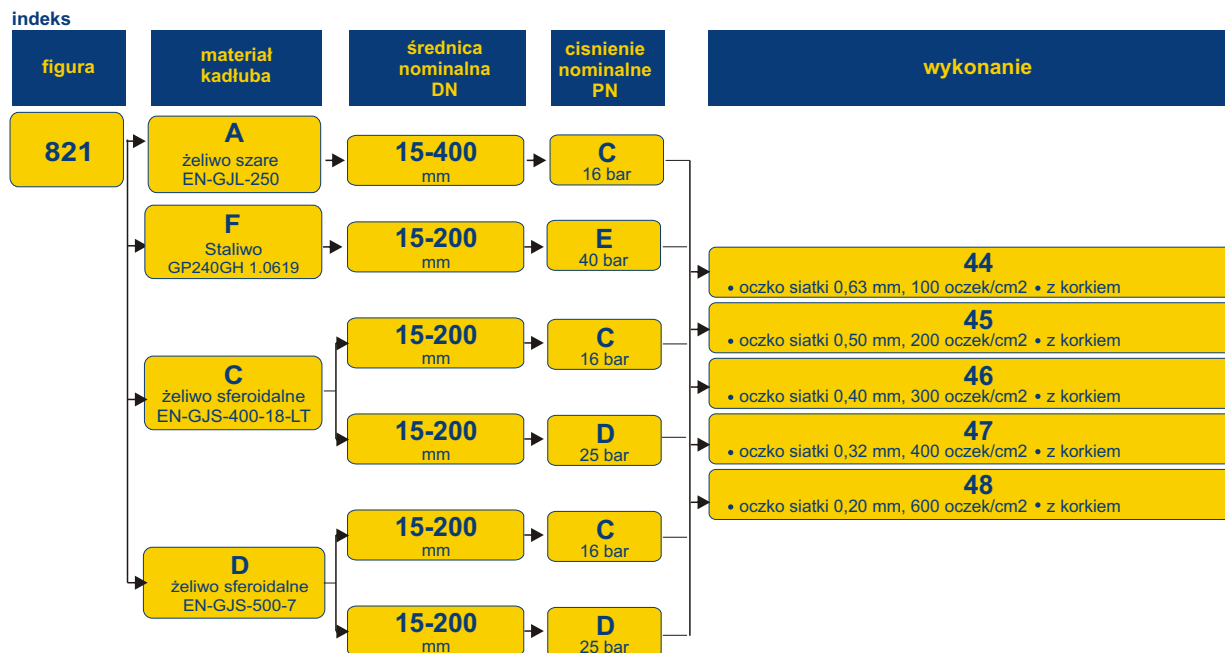 indeks
figura
materiał
kadłuba
średnica
nominalna
DN
cisnienie
nominalne
PN
wykonanie
821
A
żeliwo szare
EN-GJL-250
15-400
mm
C
16 bar
F
Staliwo
GP240GH 1.0619
15-200
mm
E
40 bar
C
żeliwo sferoidalne
EN-GJS-400-18-LT
15-200
mm
C
16 bar
15-200
mm
D
25 bar
D
żeliwo sferoidalne
EN-GJS-500-7
15-200
mm
C
16 bar
15-200
mm
D
25 bar
44
• oczko siatki 0,63 mm, 100 oczek/cm2 • z korkiem
45
• oczko siatki 0,50 mm, 200 oczek/cm2 • z korkiem
46
• oczko siatki 0,40 mm, 300 oczek/cm2 • z korkiem
47
• oczko siatki 0,32 mm, 400 oczek/cm2 • z korkiem
48
• oczko siatki 0,20 mm, 600 oczek/cm2 • z korkiem